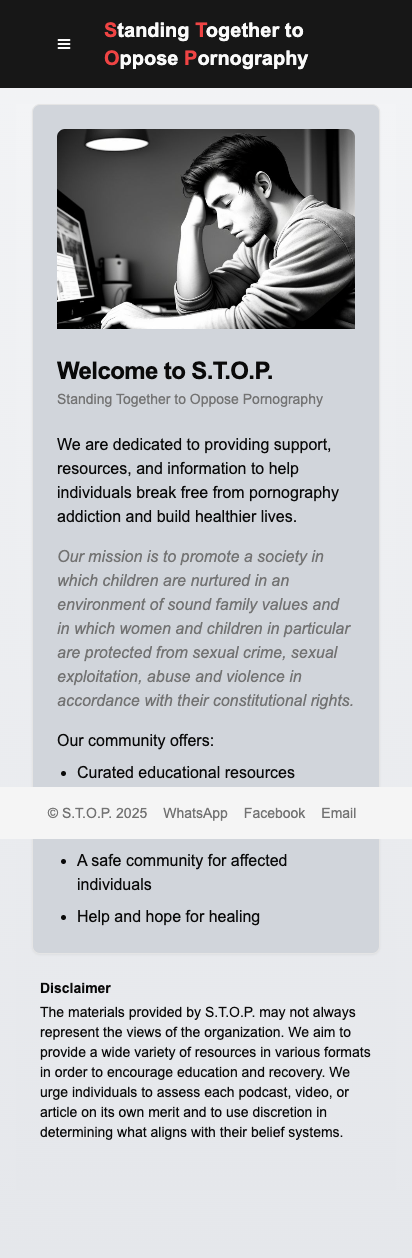 Standing Together to
Oppose Pornography
Welcome to S.T.O.P.
Standing Together to Oppose Pornography
We are dedicated to providing support,
resources, and information to help
individuals break free from pornography
addiction and build healthier lives.
Our mission is to promote a society in
which children are nurtured in an
environment of sound family values and
in which women and children in particular
are protected from sexual crime, sexual
exploitation, abuse and violence in
accordance with their constitutional rights.
Our community offers:
• Curated educational resources
© S.T.O.P. 2025 WhatsApp Facebook Email
• A safe community for affected
individuals
• Help and hope for healing
Disclaimer
The materials provided by S.T.O.P. may not always
represent the views of the organization. We aim to
provide a wide variety of resources in various formats
in order to encourage education and recovery. We
urge individuals to assess each podcast, video, or
article on its own merit and to use discretion in
determining what aligns with their belief systems.